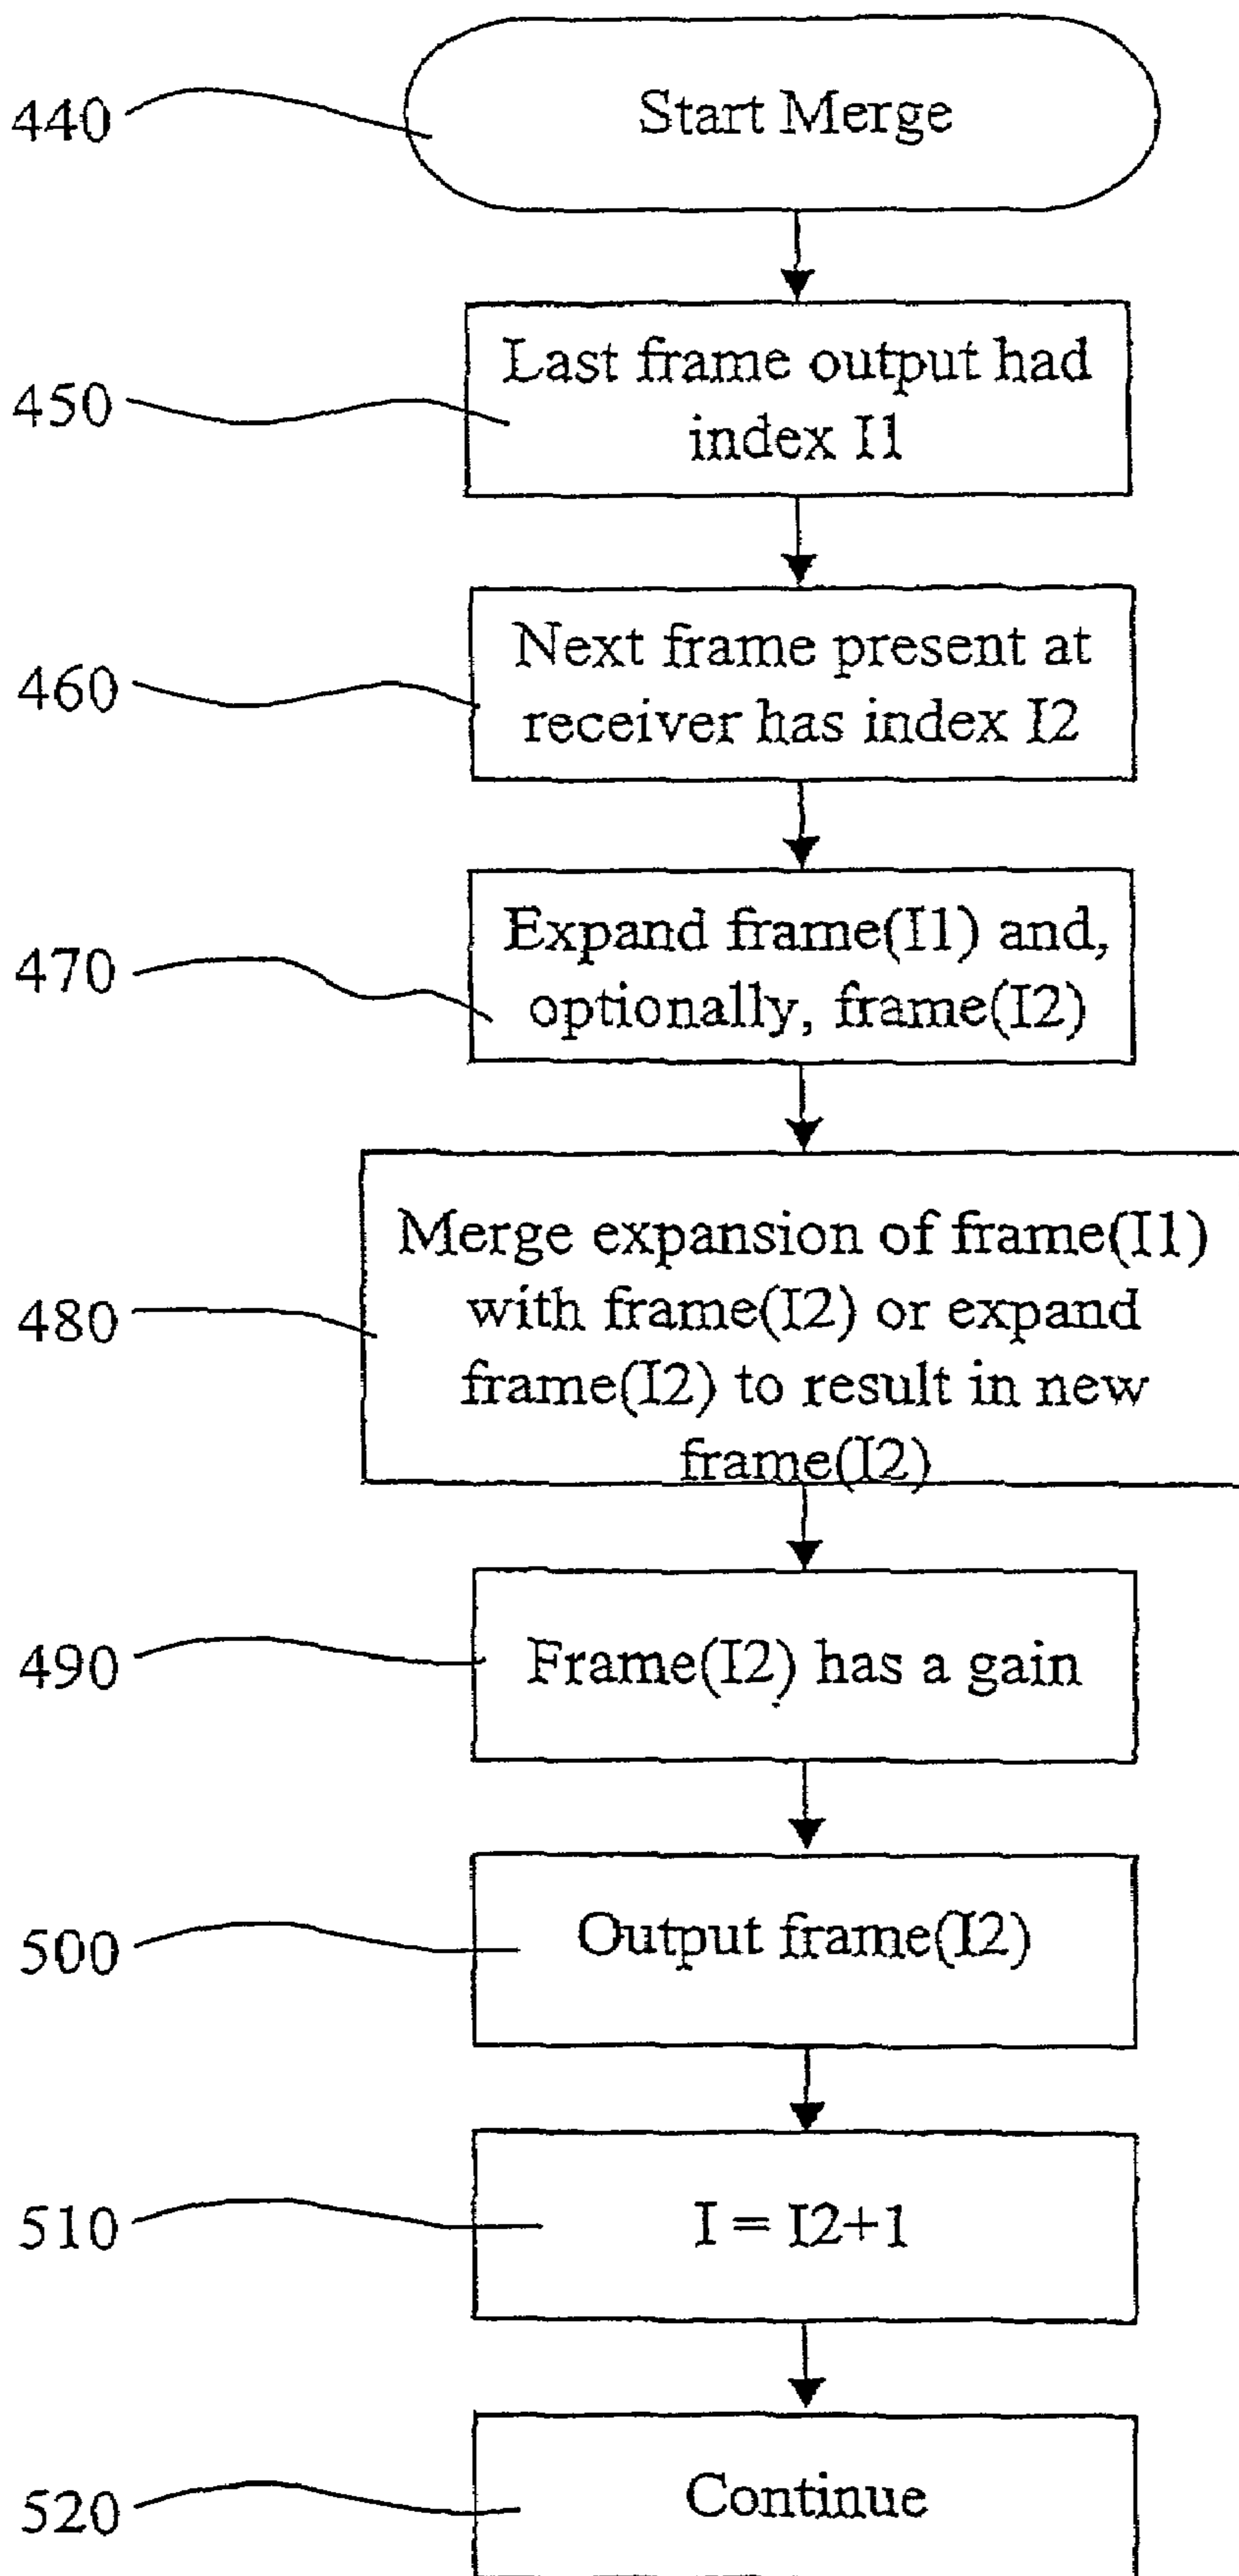 440
Start Merge
450
Last frame output had
index I1
460
Next frame present at
receiver has index I2
470
Expand frame(I1) and,
optionally, frame(I2)
480
Merge expansion of frame(I1)
with frame(I2) or expand
frame(I2) to result in new
frame(I2)
490
Frame(I2) has a gain
500
Output frame(I2)
510
I = I2+1
520
Continue